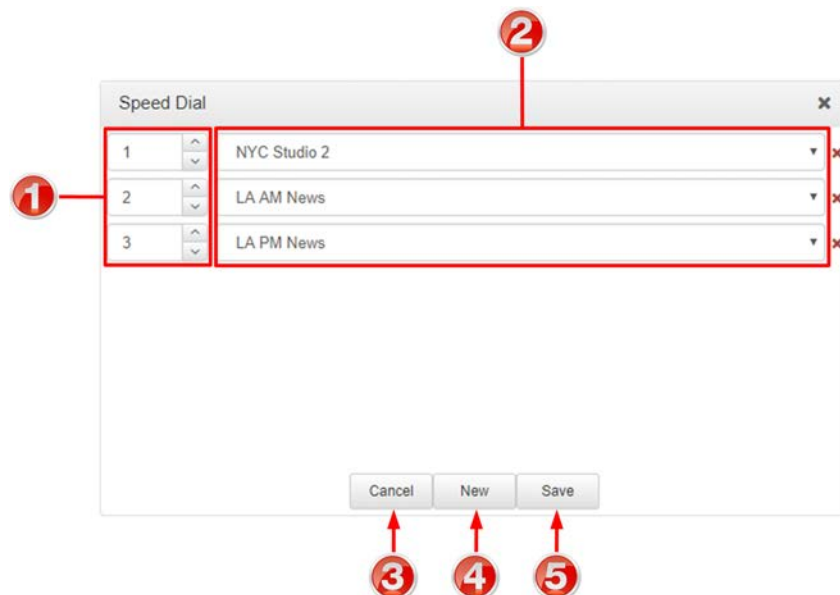 2
Speed Dial
1 NYC Studio 2
1
2 LA AM News
3 LA PM News
Cancel New Save
3 4 5